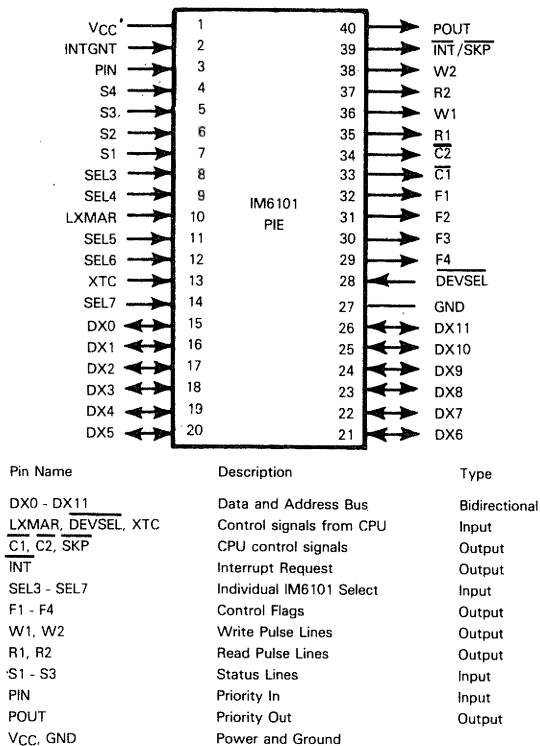 VCC 1 40 POUT
INTGNT 2 39 INT/SKP
PIN 3 38 W2
S4 4 37 R2
S3 5 36 W1
S2 6 35 R1
S1 7 34 C2
SEL3 8 33 C1
SEL4 9 32 F1
LXMAR 10 IM6101 31 F2
PIE
SEL5 11 30 F3
SEL6 12 29 F4
XTC 13 28 DEVSEL
SEL7 14 27 GND
DX0 15 26 DX11
DX1 16 25 DX10
DX2 17 24 DX9
DX3 18 23 DX8
DX4 19 22 DX7
DX5 20 21 DX6
Pin Name Description Type
DX0 - DX11 Data and Address Bus Bidirectional
LXMAR, DEVSEL, XTC Control signals from CPU Input
C1, C2, SKP CPU control signals Output
INT Interrupt Request Output
SEL3 - SEL7 Individual IM6101 Select Input
F1 - F4 Control Flags Output
W1, W2 Write Pulse Lines Output
R1, R2 Read Pulse Lines Output
S1 - S3 Status Lines Input
PIN Priority In Input
POUT Priority Out Output
VCC, GND Power and Ground